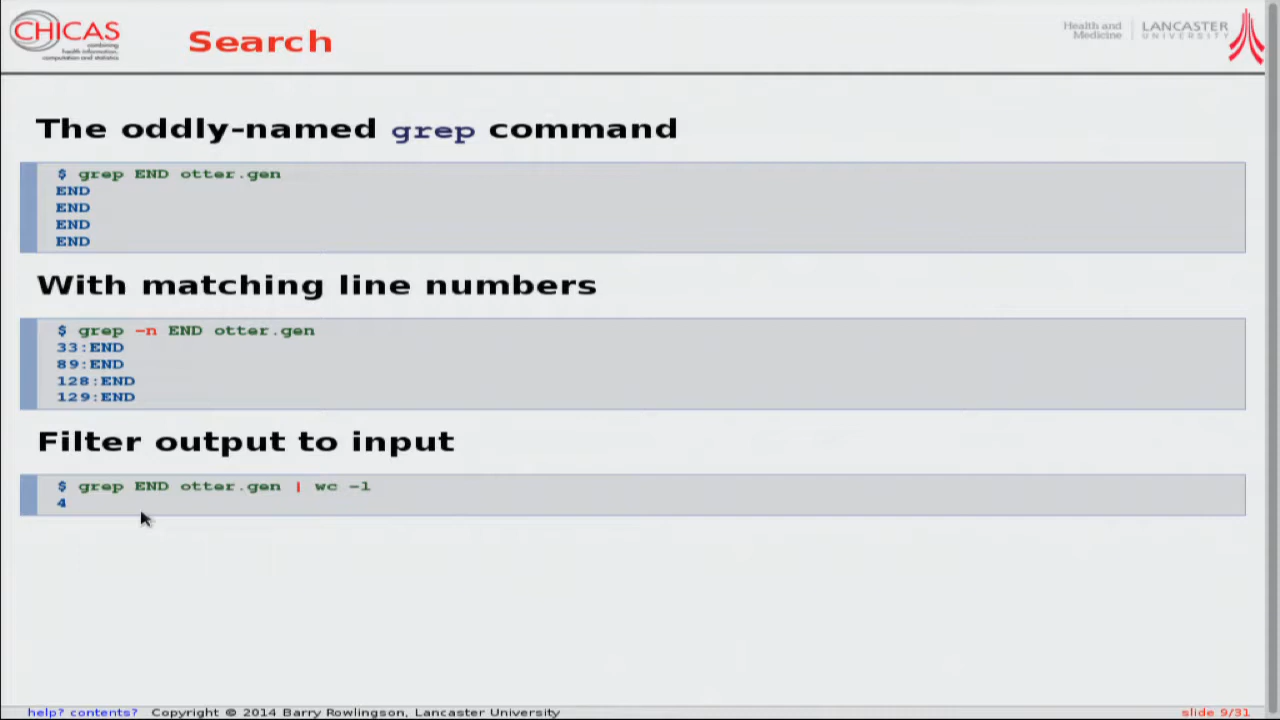 CHICAS
combining
health information,
computation and statistics
Search
Health and
Medicine
LANCASTER
UNIVERSITY
The oddly-named grep command
$ grep END otter.gen
END
END
END
END
With matching line numbers
$ grep -n END otter.gen
33:END
89:END
128:END
129:END
Filter output to input
$ grep END otter.gen | wc -l
4
help? contents? Copyright © 2014 Barry Rowlingson, Lancaster University
slide 9/31